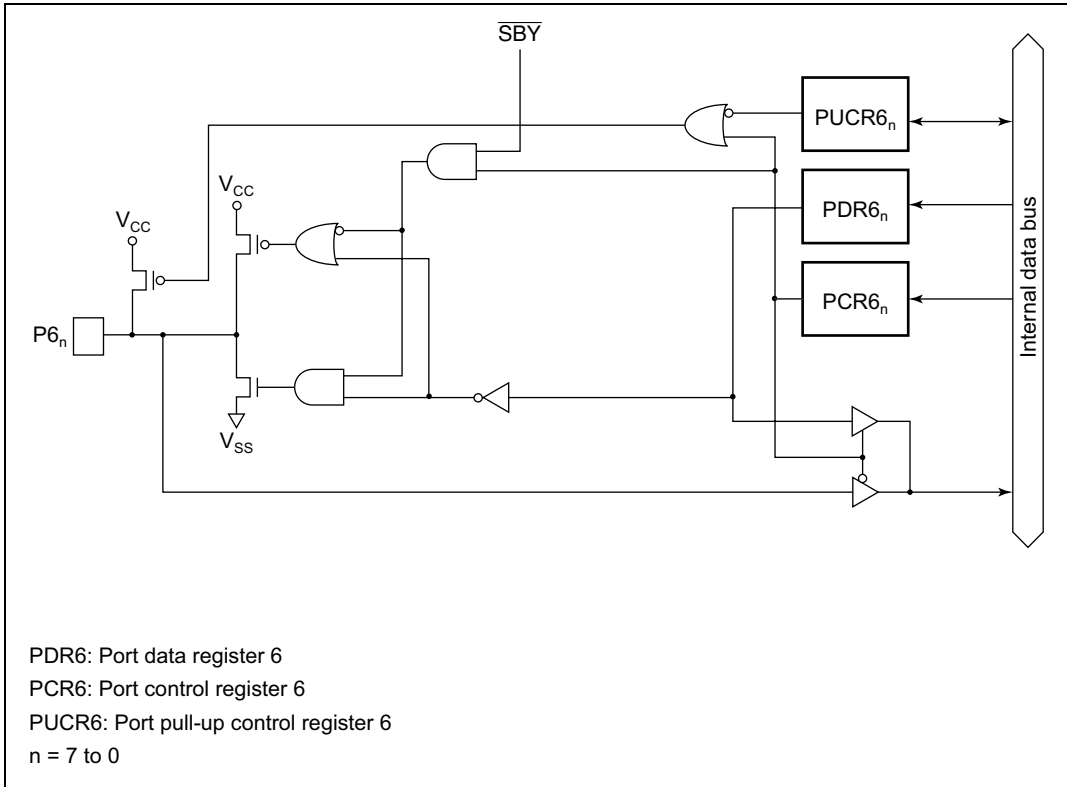 SBY
PUCR6n
VCC
PDR6n
VCC
PCR6n
P6n
Internal data bus
VSS
PDR6: Port data register 6
PCR6: Port control register 6
PUCR6: Port pull-up control register 6
n = 7 to 0